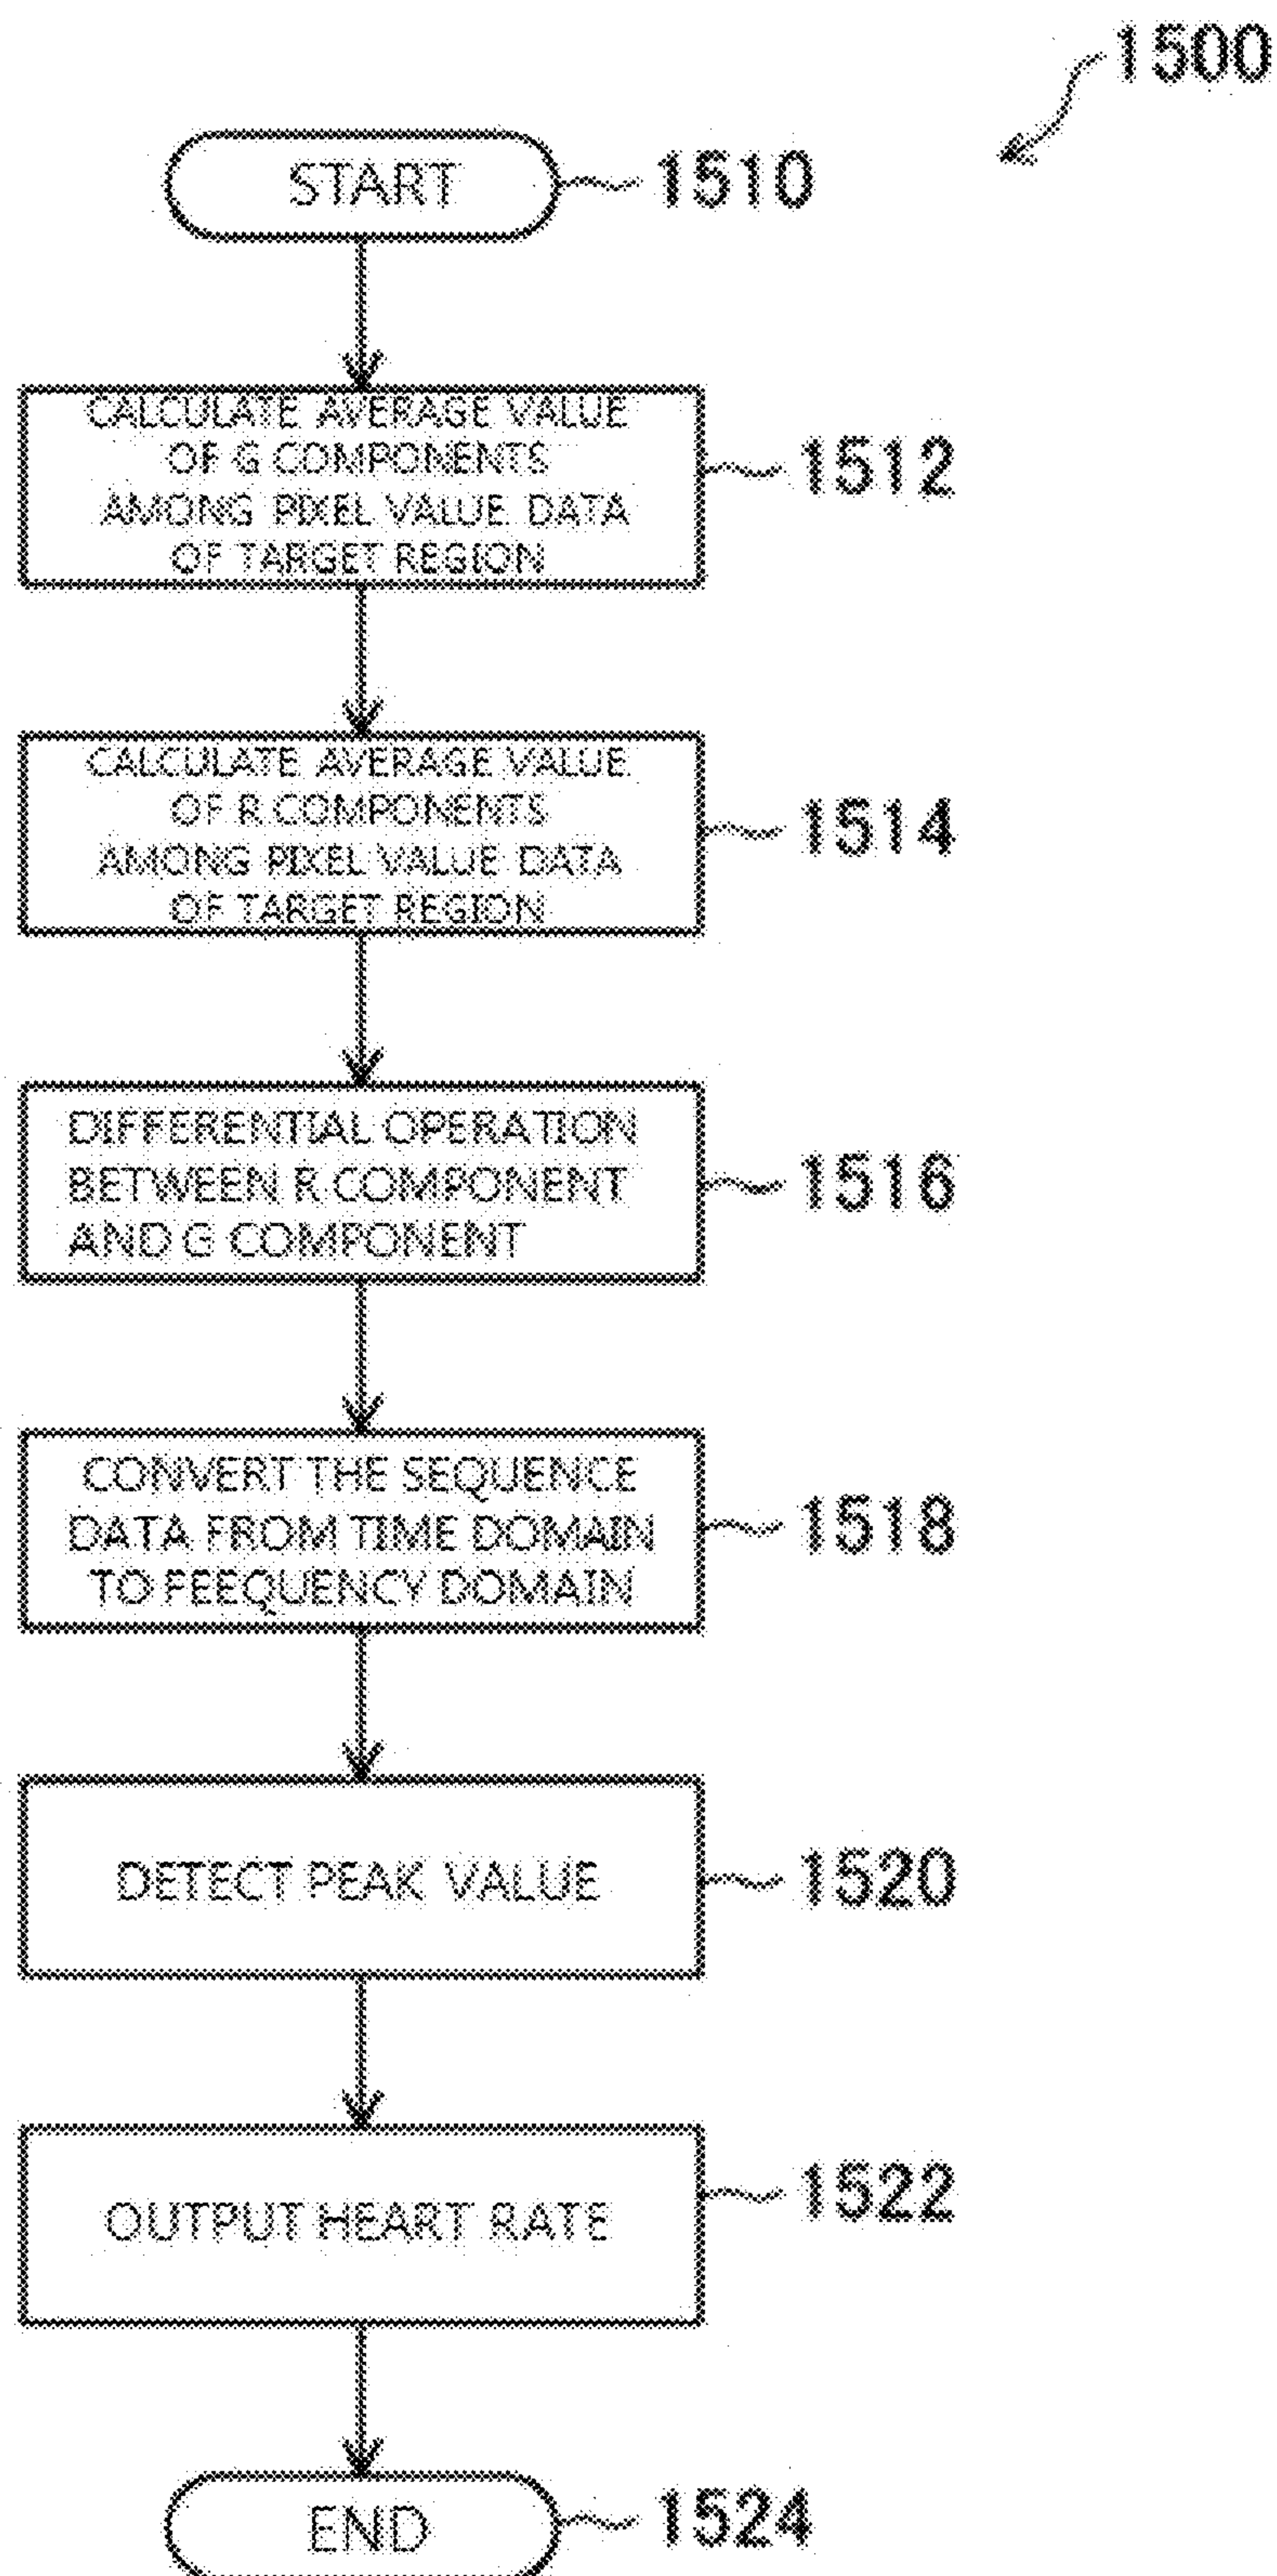 1500
START
1510
CALCULATE AVERAGE VALUE
OF G COMPONENTS
AMONG PIXEL VALUE DATA
OF TARGET REGION
1512
CALCULATE AVERAGE VALUE
OF R COMPONENTS
AMONG PIXEL VALUE DATA
OF TARGET REGION
1514
DIFFERENTIAL OPERATION
BETWEEN R COMPONENT
AND G COMPONENT
1516
CONVERT THE SEQUENCE
DATA FROM TIME DOMAIN
TO FEEQUENCY DOMAIN
1518
DETECT PEAK VALUE
1520
OUTPUT HEART RATE
1522
END
1524